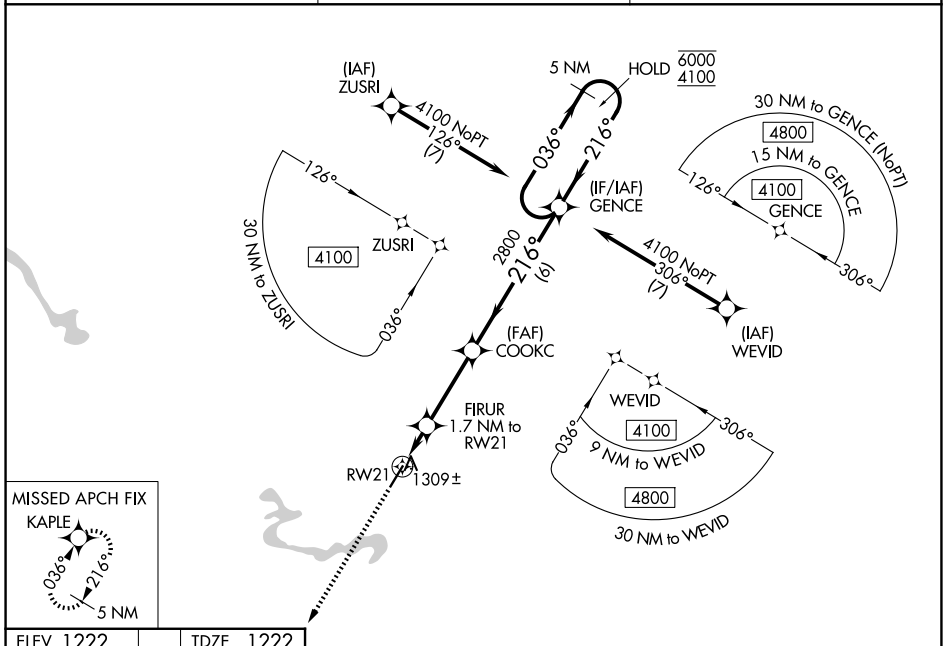 (IAF)
ZUSRI
4100 NoPT
126°
(7)
5 NM
HOLD 6000
4100
036°
216°
(IF/IAF)
GENCE
30 NM to GENCE (NoPT)
4800
15 NM to GENCE
4100
GENCE
126°
306°
126°
ZUSRI
4100
30 NM to ZUSRI
036°
2800
216°
(6)
4100 NoPT
306°
(7)
(IAF)
WEVID
(FAF)
COOKC
FIRUR
1.7 NM to
RW21
RW21
1309±
WEVID
036°
306°
4100
9 NM to WEVID
4800
30 NM to WEVID
MISSED APCH FIX
KAPLE
036°
216°
5 NM
ELEV 1222
TDZE 1222